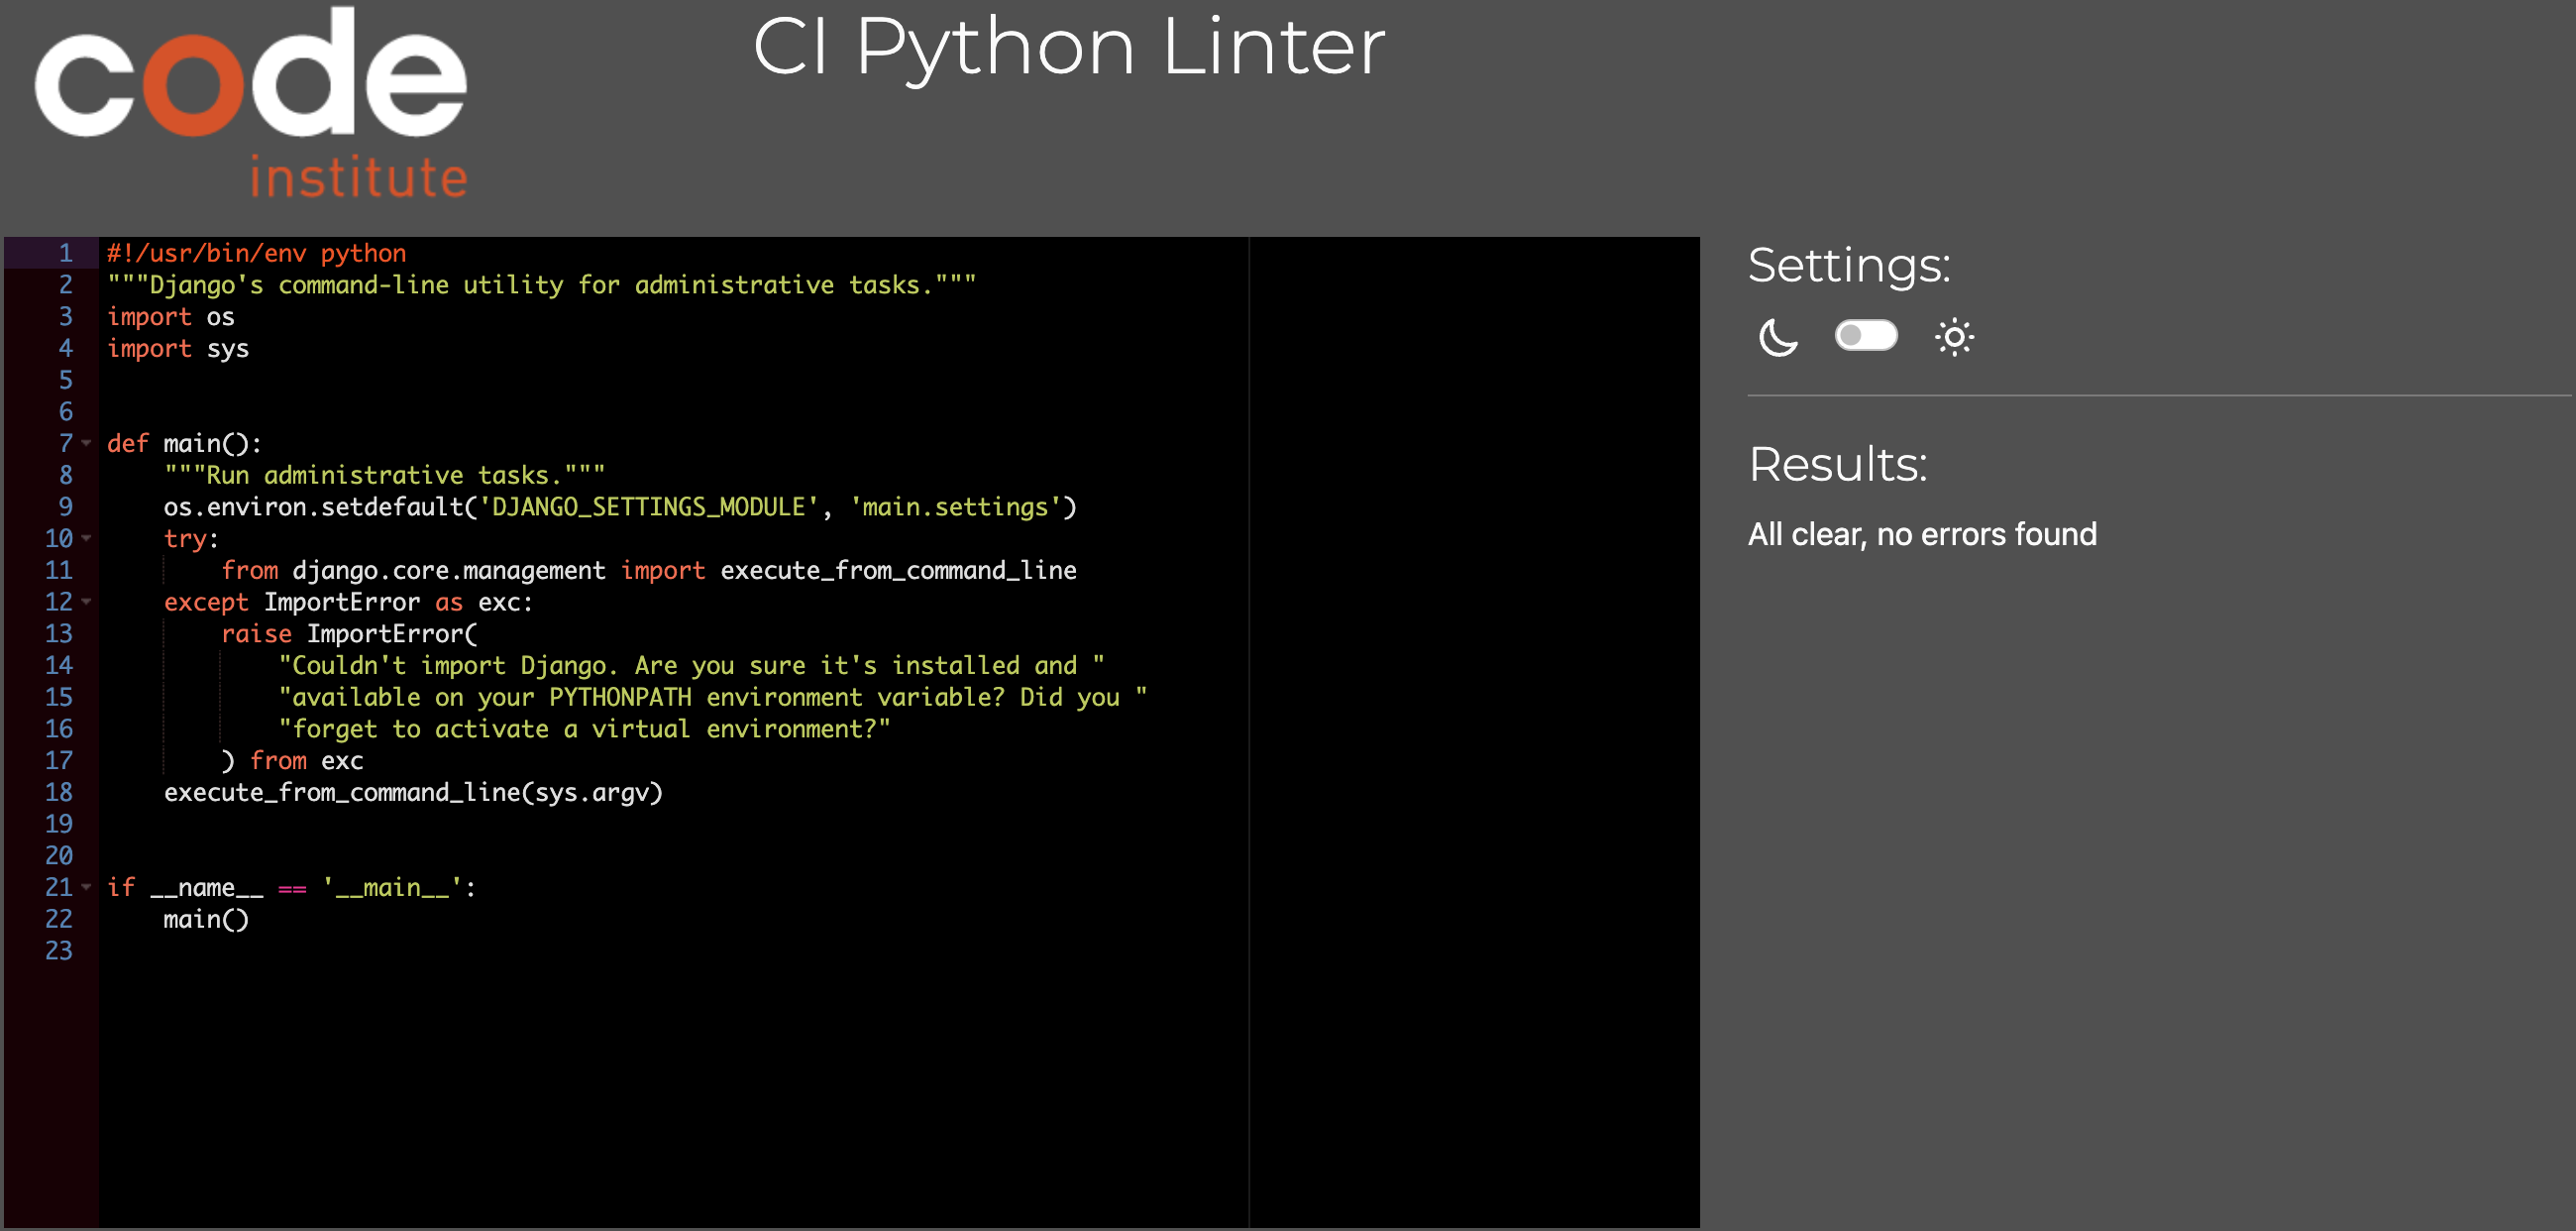 code
institute
CI Python Linter
1 #!/usr/bin/env python
2 """Django's command-line utility for administrative tasks."""
3 import os
4 import sys
5
6
7 def main():
8     """Run administrative tasks."""
9     os.environ.setdefault('DJANGO_SETTINGS_MODULE', 'main.settings')
10     try:
11         from django.core.management import execute_from_command_line
12     except ImportError as exc:
13         raise ImportError(
14             "Couldn't import Django. Are you sure it's installed and "
15             "available on your PYTHONPATH environment variable? Did you "
16             "forget to activate a virtual environment?"
17         ) from exc
18     execute_from_command_line(sys.argv)
19
20
21 if __name__ == '__main__':
22     main()
23
Settings:
Results:
All clear, no errors found